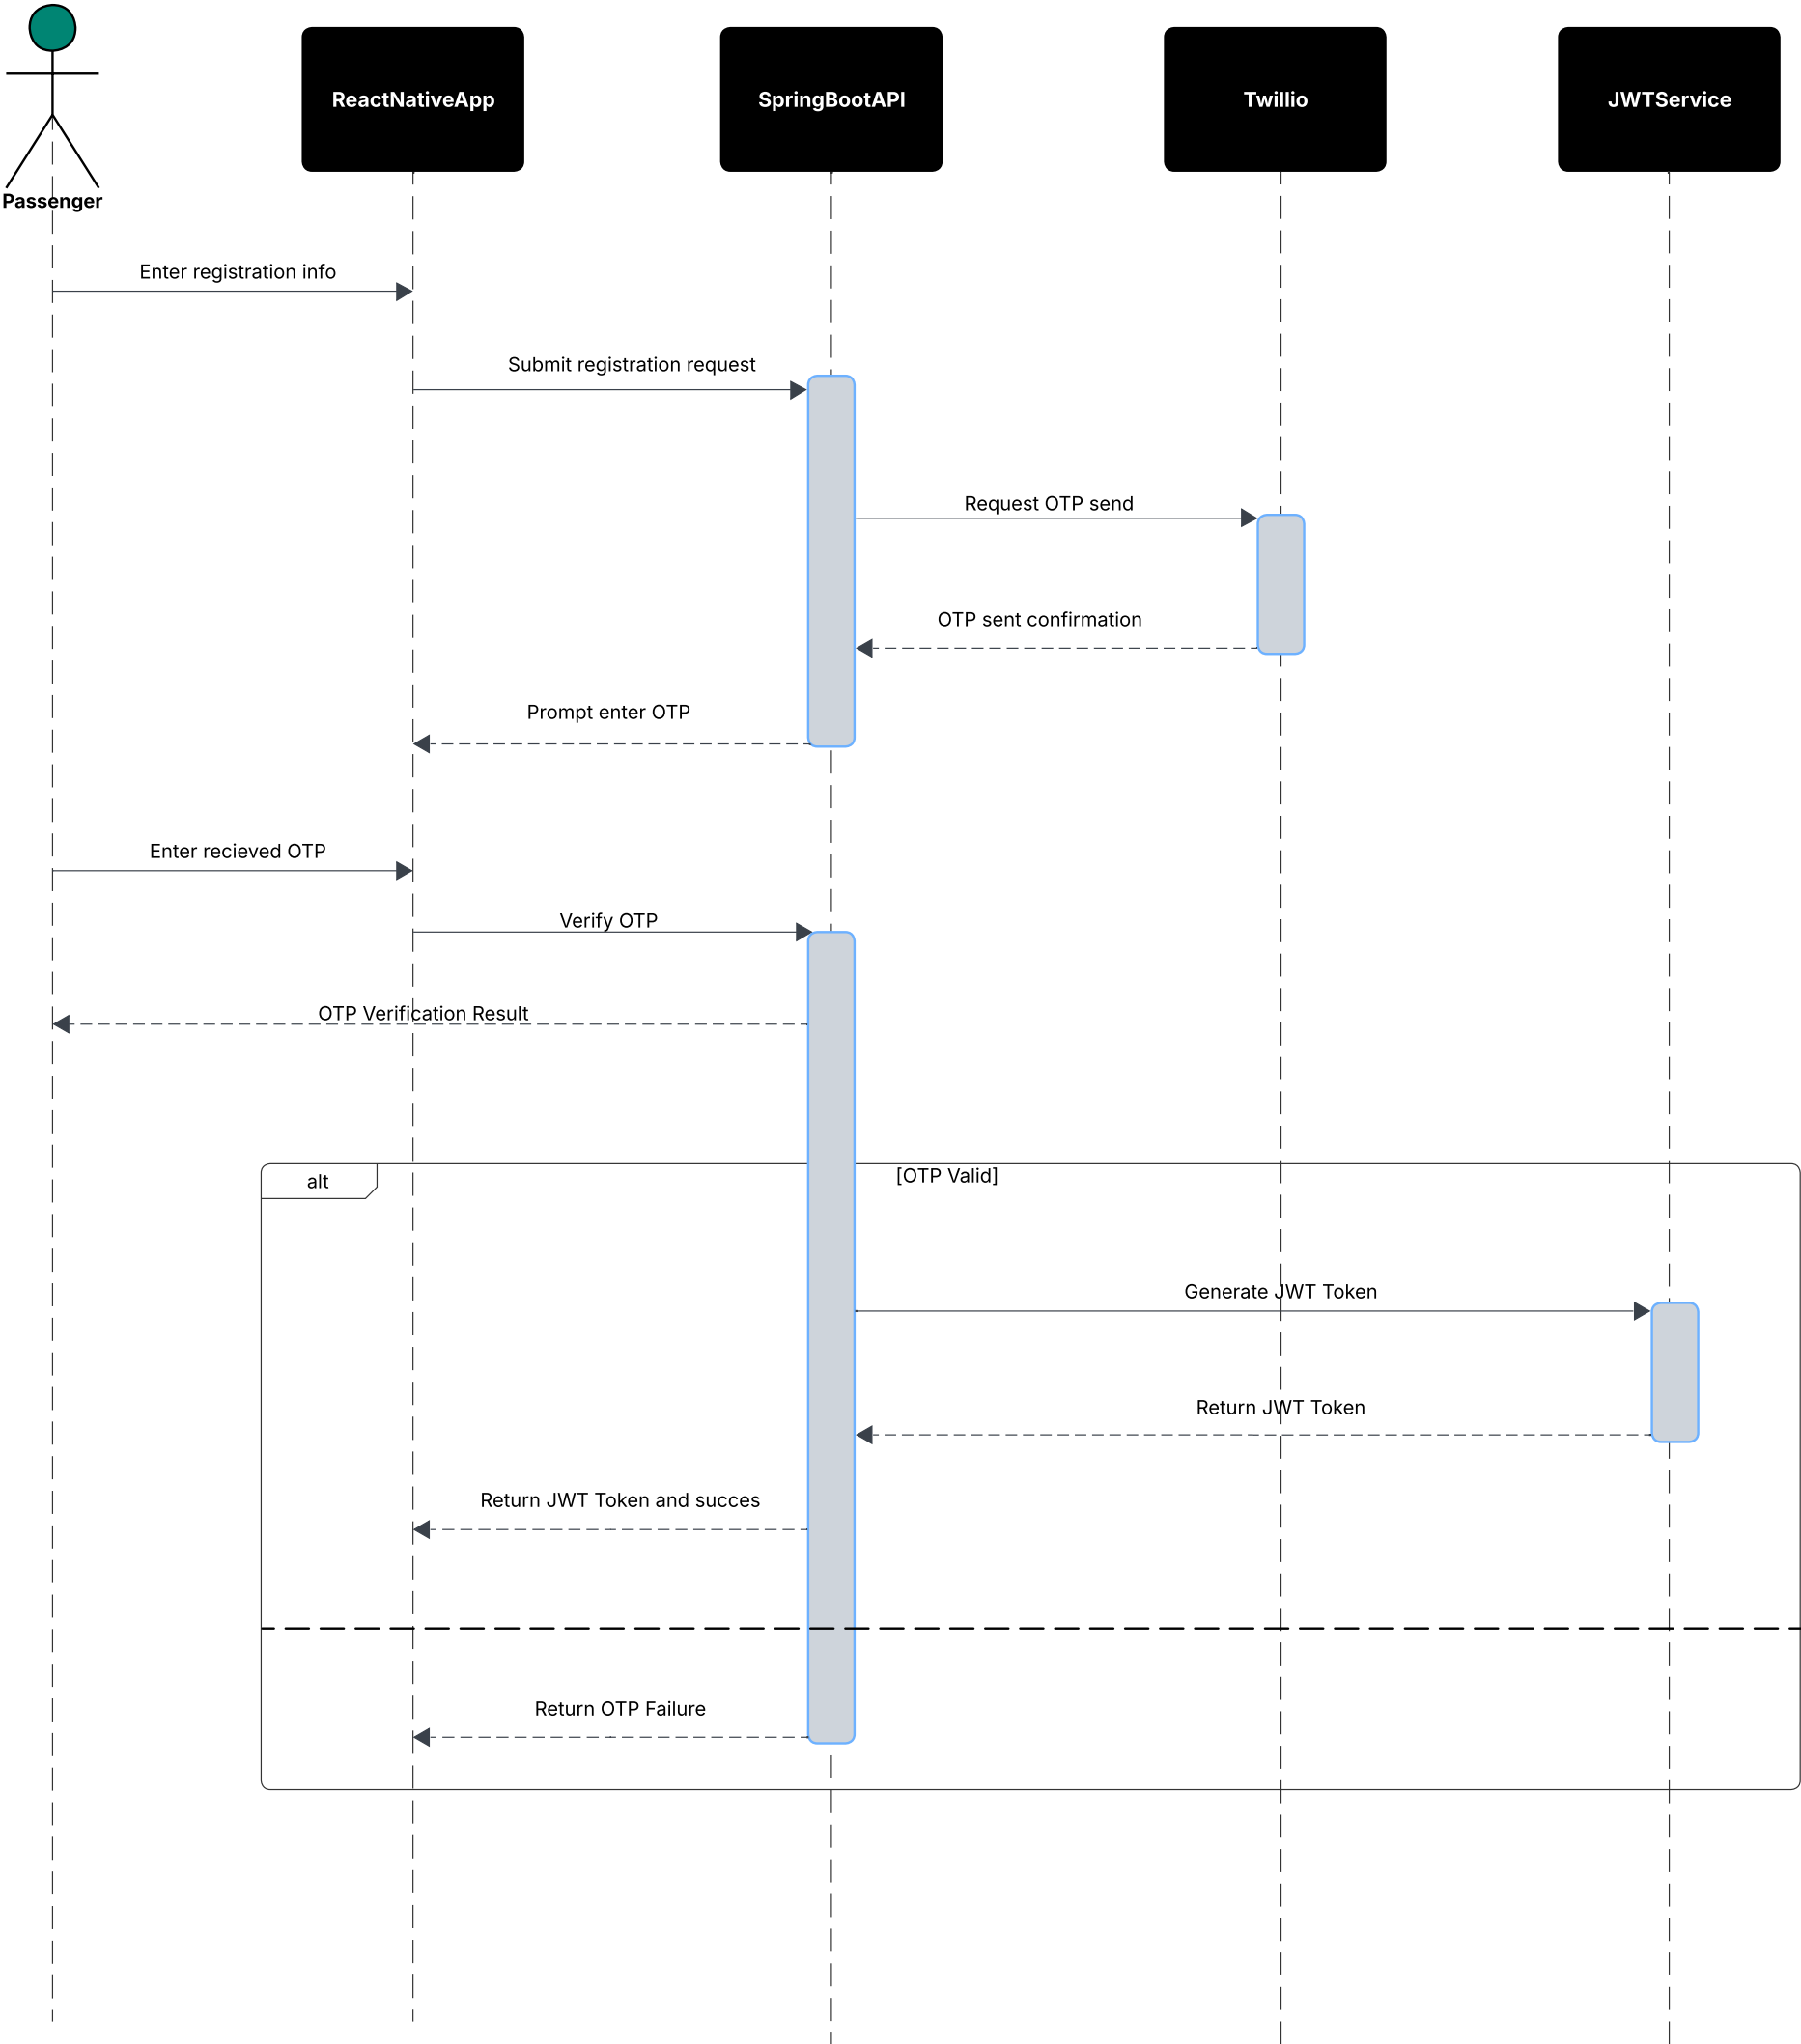 Passenger
ReactNativeApp
SpringBootAPI
Twillio
JWTService
Enter registration info
Submit registration request
Request OTP send
OTP sent confirmation
Prompt enter OTP
Enter recieved OTP
Verify OTP
OTP Verification Result
alt
[OTP Valid]
Generate JWT Token
Return JWT Token
Return JWT Token and succes
Return OTP Failure